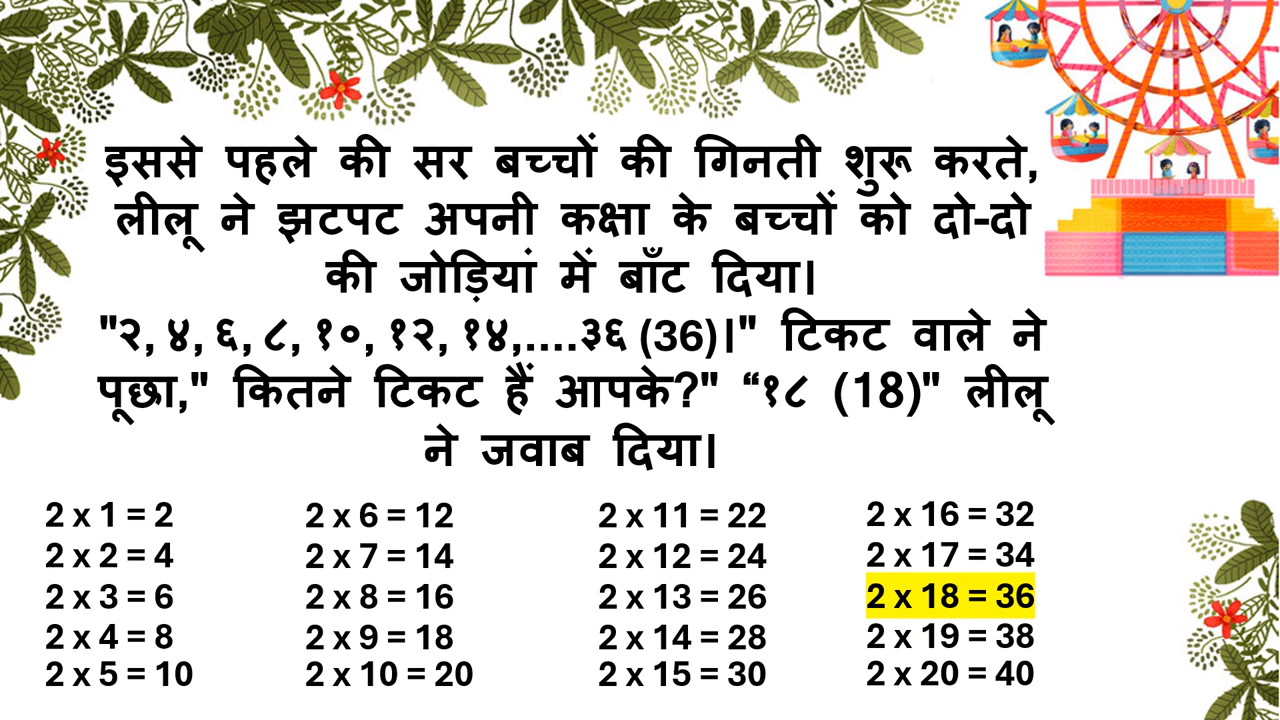 इससे पहले की सर बच्चों की गिनती शुरू करते,
लीलू ने झटपट अपनी कक्षा के बच्चों को दो-दो
की जोड़ियां में बाँट दिया।
"२, ४, ६, ८, १०, १२, १४,....३६ (36)।" टिकट वाले ने
पूछा," कितने टिकट हैं आपके?" “१८ (18)" लीलू
ने जवाब दिया।
2 x 1 = 2
2 x 2 = 4
2 x 3 = 6
2 x 4 = 8
2 x 5 = 10
2 x 6 = 12
2 x 7 = 14
2 x 8 = 16
2 x 9 = 18
2 x 10 = 20
2 x 11 = 22
2 x 12 = 24
2 x 13 = 26
2 x 14 = 28
2 x 15 = 30
2 x 16 = 32
2 x 17 = 34
2 x 18 = 36
2 x 19 = 38
2 x 20 = 40